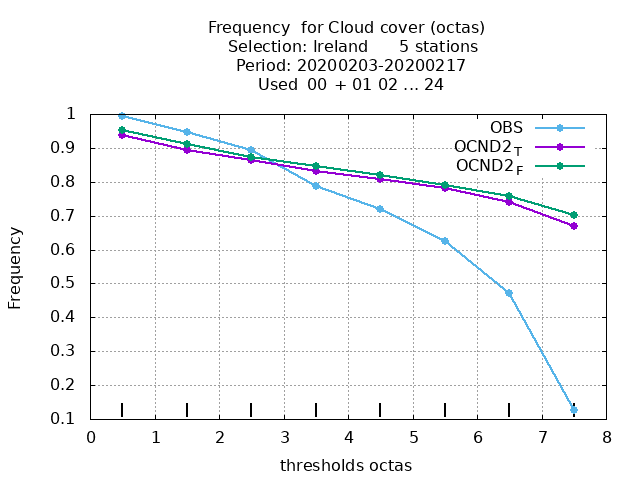 Frequency  for Cloud cover (octas)
Selection: Ireland      5 stations
Period: 20200203-20200217
Used  00  + 01 02 ... 24
OBS
OCND2T
OCND2F
1
0.9
0.8
0.7
0.6
0.5
0.4
0.3
0.2
0.1
Frequency
0 1 2 3 4 5 6 7 8
thresholds octas